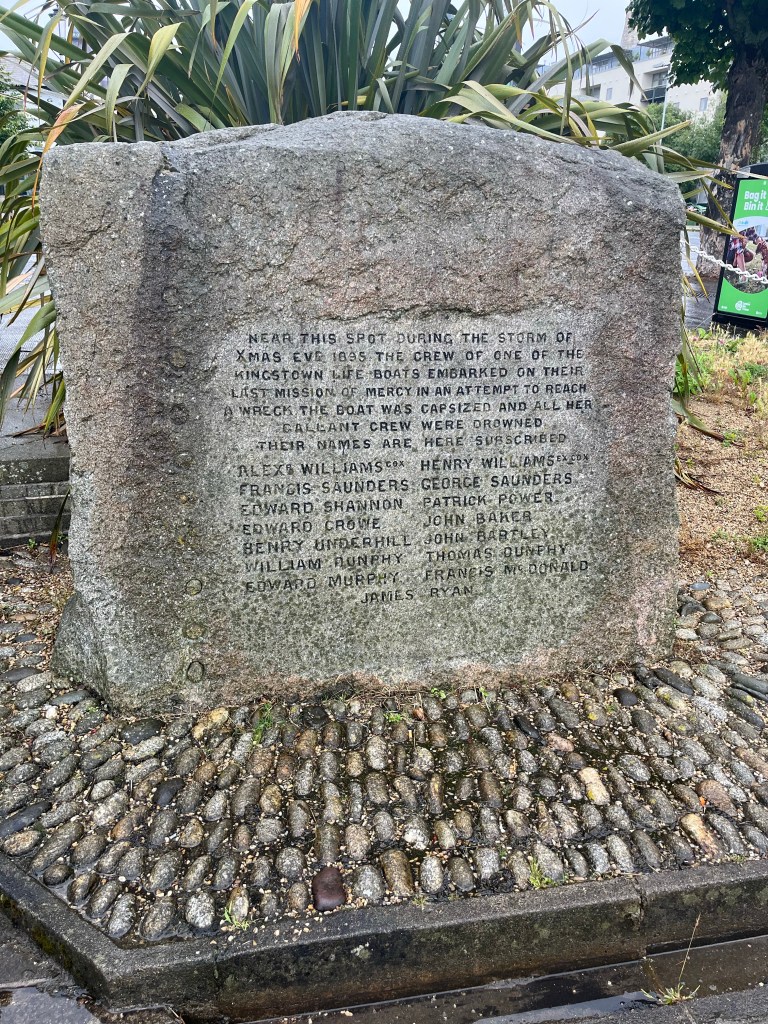 NEAR THIS SPOT DURING THE STORM OF
XMAS EVE 1895 THE CREW OF ONE OF THE
KINGSTOWN LIFE BOATS EMBARKED ON THEIR
LAST MISSION OF MERCY IN AN ATTEMPT TO REACH
A WRECK THE BOAT WAS CAPSIZED AND ALL HER
GALLANT CREW WERE DROWNED
THEIR NAMES ARE HERE SUBSCRIBED
ALEXR WILLIAMS COX HENRY WILLIAMS EX COX
FRANCIS SAUNDERS GEORGE SAUNDERS
EDWARD SHANNON PATRICK POWER
EDWARD CROWE JOHN BAKER
HENRY UNDERHILL JOHN BARTLEY
WILLIAM DUNPHY THOMAS DUNPHY
EDWARD MURPHY FRANCIS MCDONALD
JAMES RYAN
Bag it
Bin it